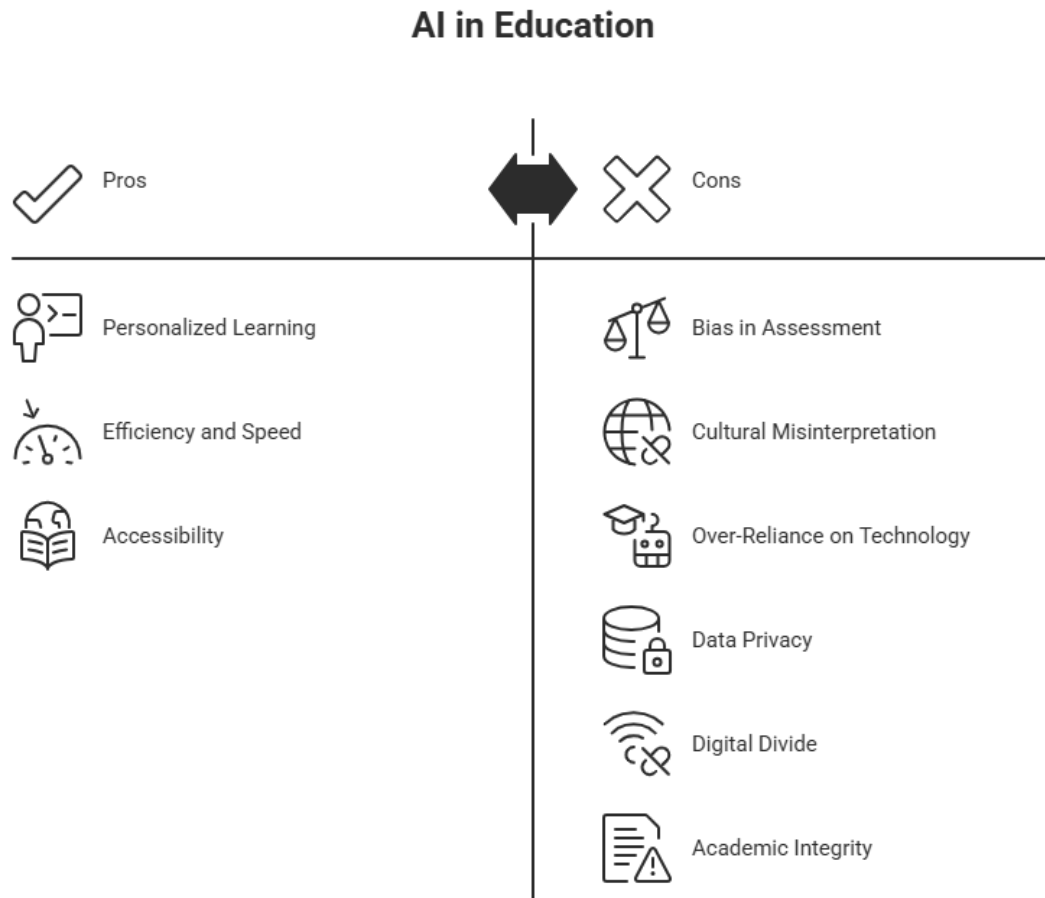 AI in Education
Pros
Cons
Personalized Learning
Bias in Assessment
Efficiency and Speed
Cultural Misinterpretation
Accessibility
Over-Reliance on Technology
Data Privacy
Digital Divide
Academic Integrity